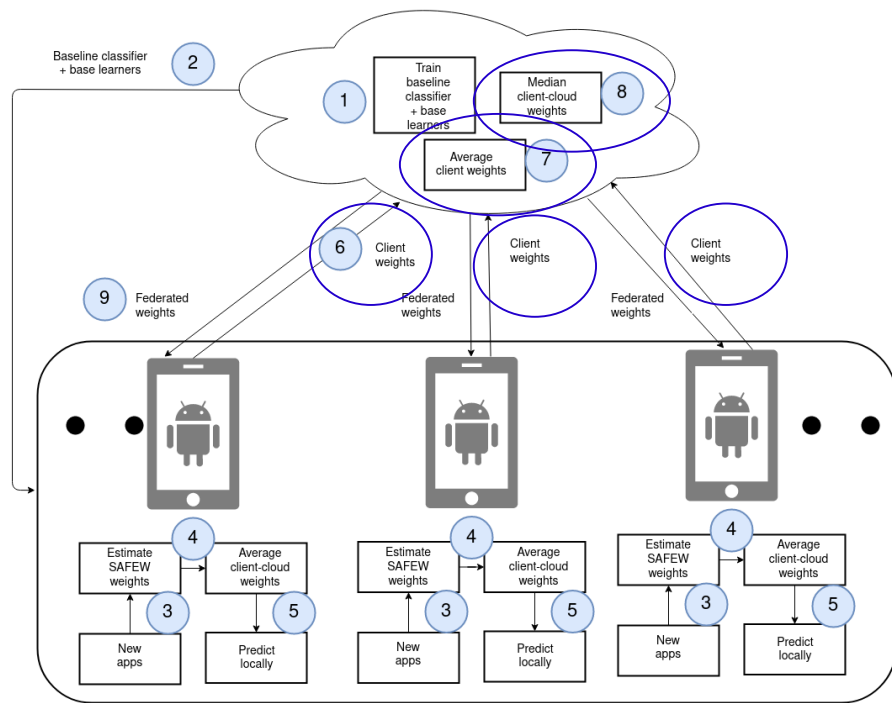 Baseline classifier
+ base learners
2
1
Train
baseline
classifier
+ base
learners
Median
client-cloud
weights
8
Average
client weights
7
6
Client
weights
Client
weights
Client
weights
9
Federated
weights
Federated
weights
Federated
weights
4
Estimate
SAFEW
weights
Average
client-cloud
weights
3
5
New
apps
Predict
locally
4
Estimate
SAFEW
weights
Average
client-cloud
weights
3
5
New
apps
Predict
locally
4
Estimate
SAFEW
weights
Average
client-cloud
weights
3
5
New
apps
Predict
locally